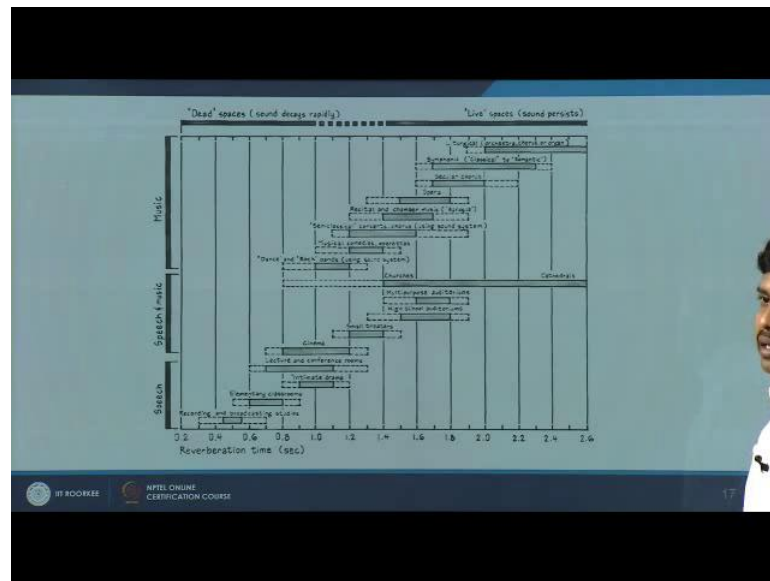 "Dead" spaces (sound decays rapidly)
"Live" spaces (sound persists)
Music
Speech & music
Speech
Liturgical (orchestra, chorus or organ)
Symphonic ("Classical" to "Romantic")
Secular chorus
Opera
Recital and chamber music
"Semiclassical" concerts, chorus (using sound system)
Musical comedies, operettas
"Dance" and "Rock" bands (using sound system)
Churches
Cathedrals
Multipurpose auditoriums
High School auditoriums
Small theaters
Cinema
Lecture and conference rooms
"Intimate" drama
Elementary classrooms
Recording and broadcasting studios
0.2 0.4 0.6 0.8 1.0 1.2 1.4 1.6 1.8 2.0 2.2 2.4 2.6
Reverberation time (sec)
IIT ROORKEE
NPTEL ONLINE
CERTIFICATION COURSE
17